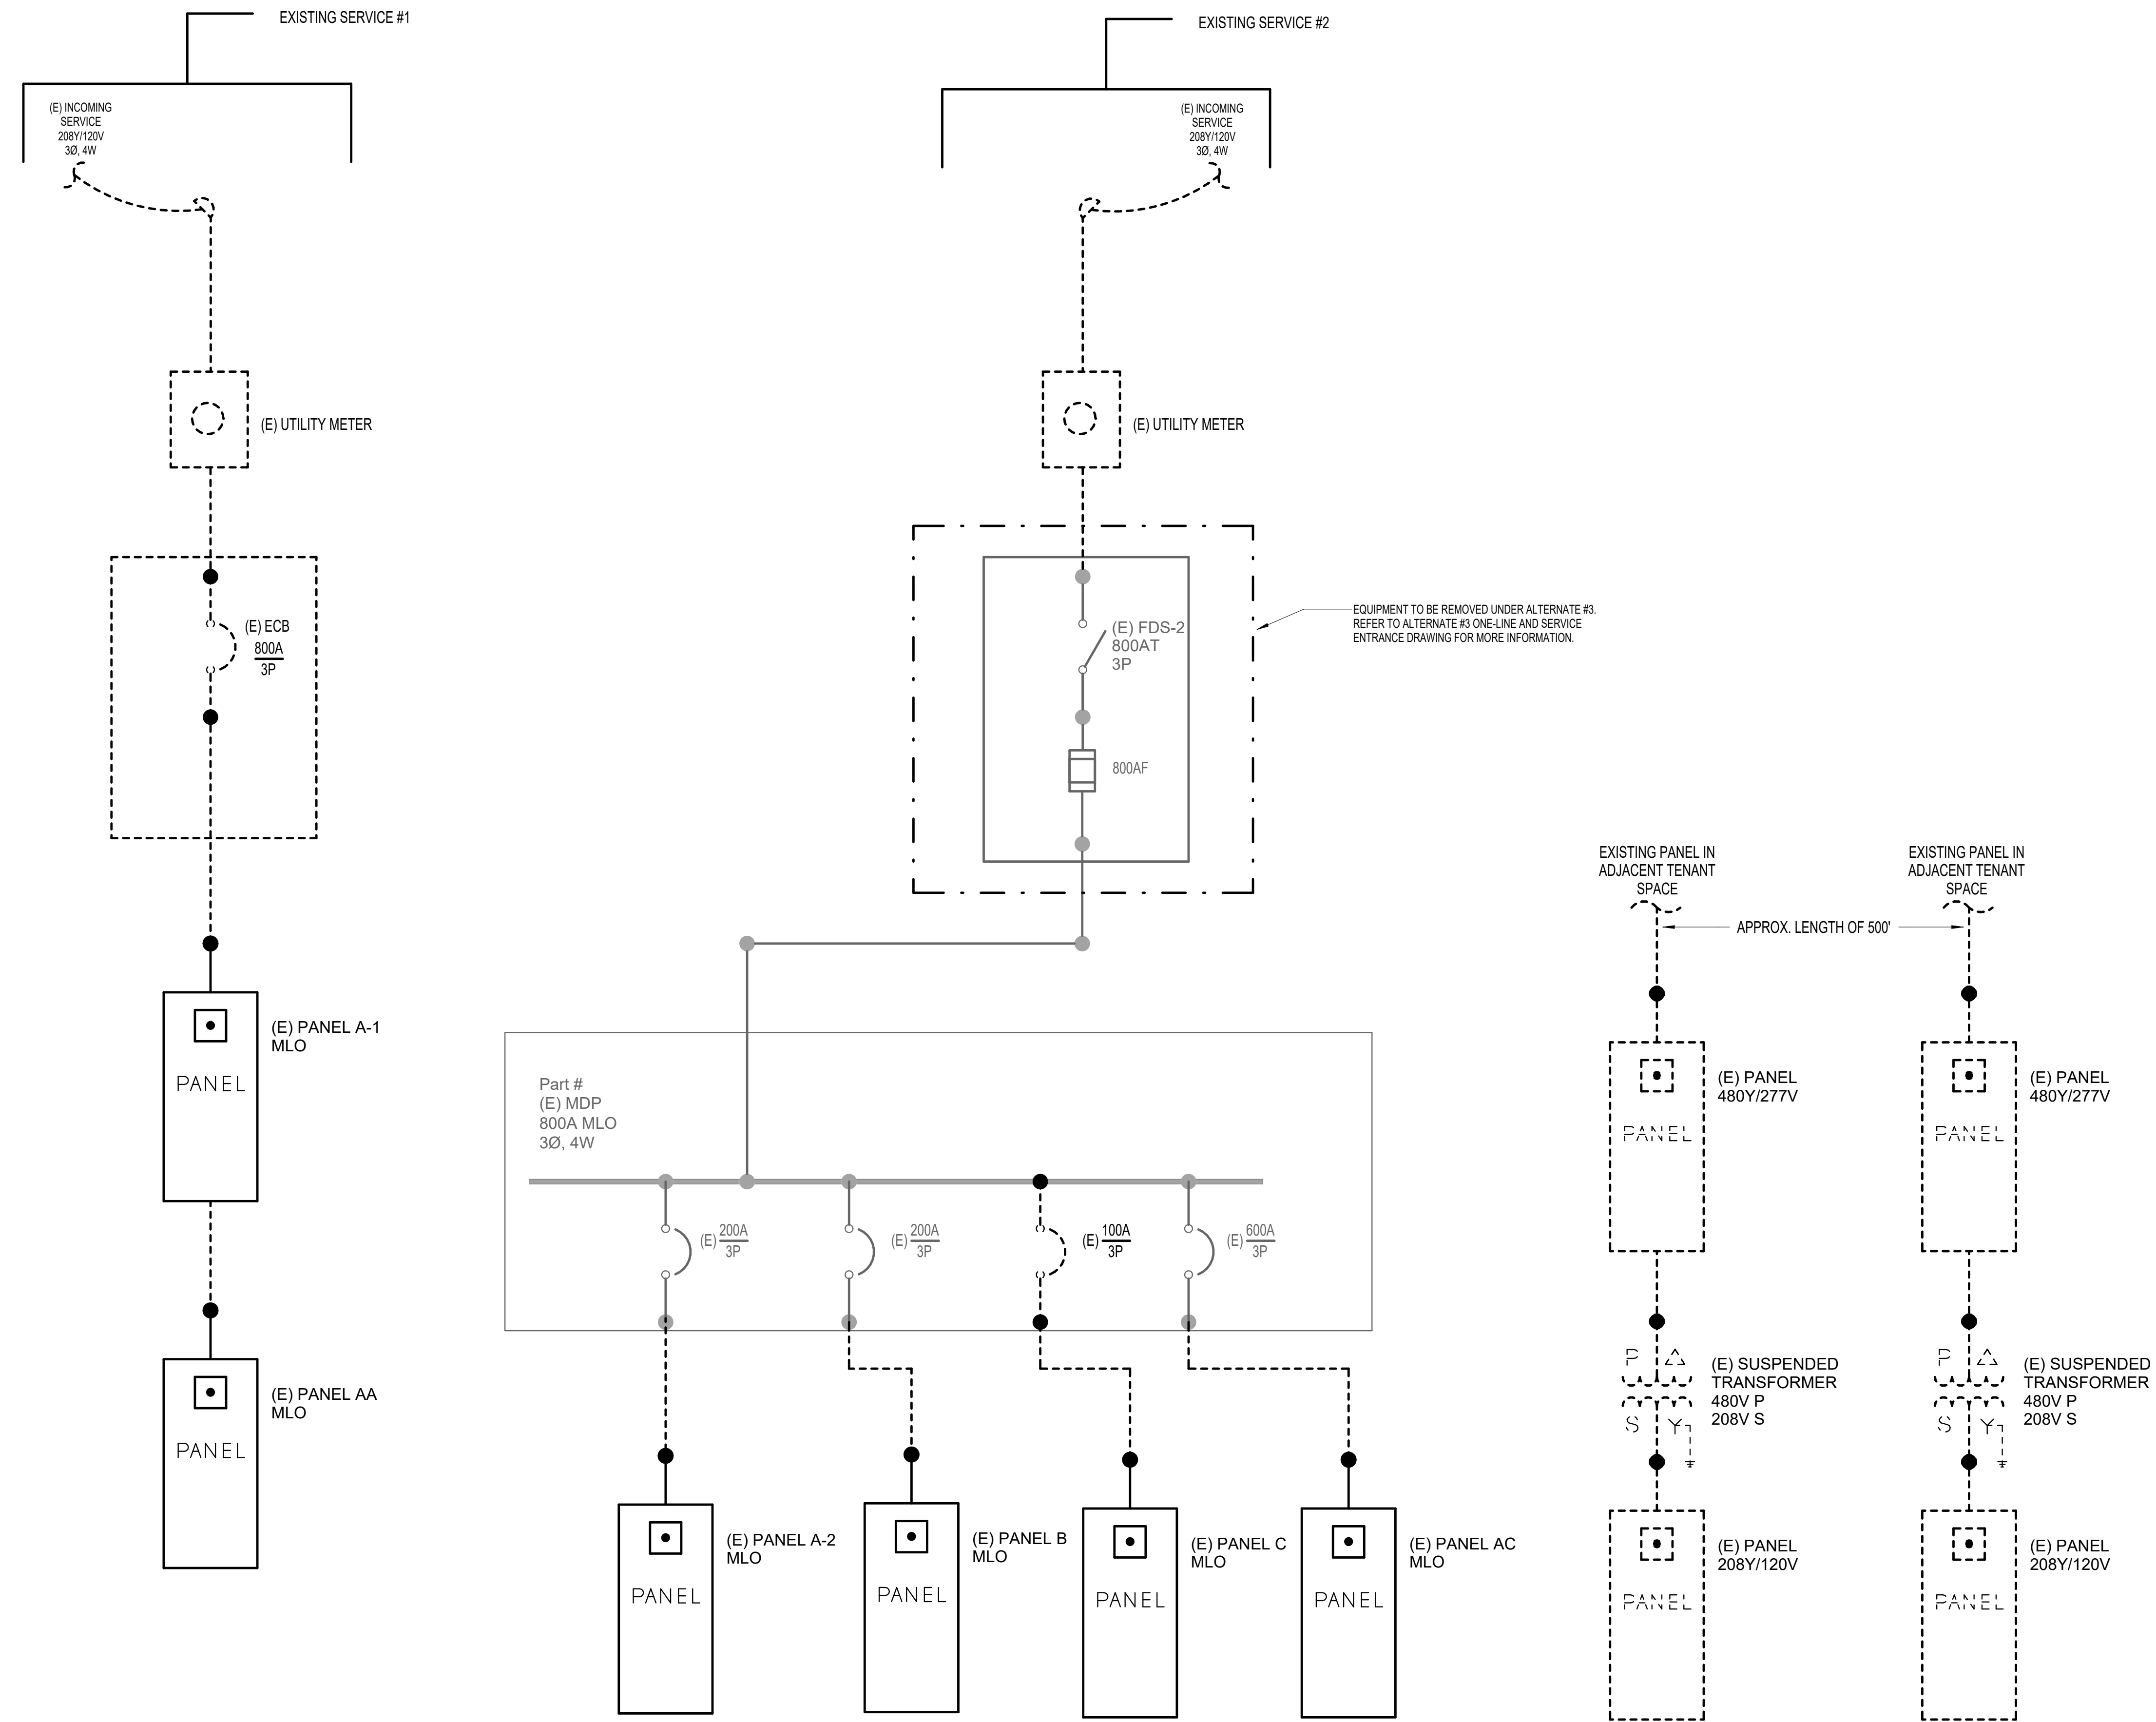 EXISTING SERVICE #1
(E) INCOMING
SERVICE
208Y/120V
3Ø, 4W
(E) UTILITY METER
(E) ECB
800A
3P
(E) PANEL A-1
MLO
PANEL
(E) PANEL AA
MLO
PANEL
EXISTING SERVICE #2
(E) INCOMING
SERVICE
208Y/120V
3Ø, 4W
(E) UTILITY METER
(E) FDS-2
800AT
3P
800AF
EQUIPMENT TO BE REMOVED UNDER ALTERNATE #3.
REFER TO ALTERNATE #3 ONE-LINE AND SERVICE
ENTRANCE DRAWING FOR MORE INFORMATION.
Part #
(E) MDP
800A MLO
3Ø, 4W
(E) 200A
3P
(E) 200A
3P
(E) 100A
3P
(E) 600A
3P
(E) PANEL A-2
MLO
PANEL
(E) PANEL B
MLO
PANEL
(E) PANEL C
MLO
PANEL
(E) PANEL AC
MLO
PANEL
EXISTING PANEL IN
ADJACENT TENANT
SPACE
EXISTING PANEL IN
ADJACENT TENANT
SPACE
APPROX. LENGTH OF 500'
(E) PANEL
480Y/277V
PANEL
P
S Y
(E) SUSPENDED
TRANSFORMER
480V P
208V S
(E) PANEL
208Y/120V
PANEL
(E) PANEL
480Y/277V
PANEL
P
S Y
(E) SUSPENDED
TRANSFORMER
480V P
208V S
(E) PANEL
208Y/120V
PANEL